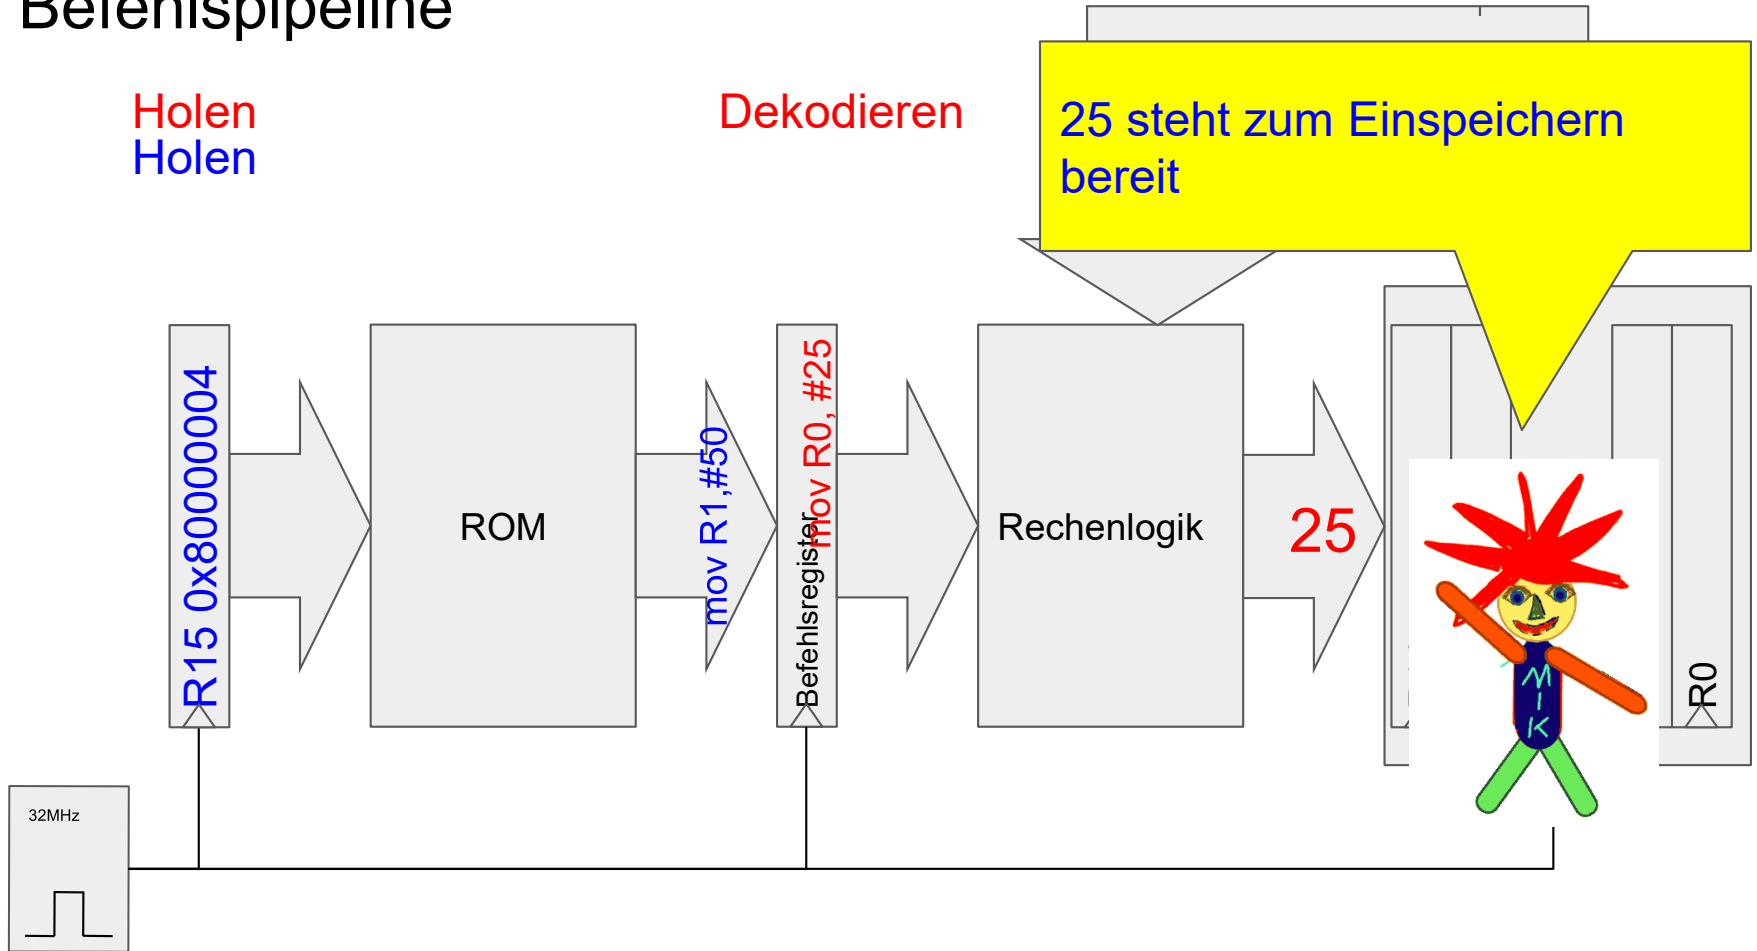 Befehlspipeline
Holen
Holen
Dekodieren
25 steht zum Einspeichern
bereit
R15 0x80000004
ROM
mov R1,#50
Befehlsregister
mov R0, #25
Rechenlogik
25
MIK
R0
32MHz